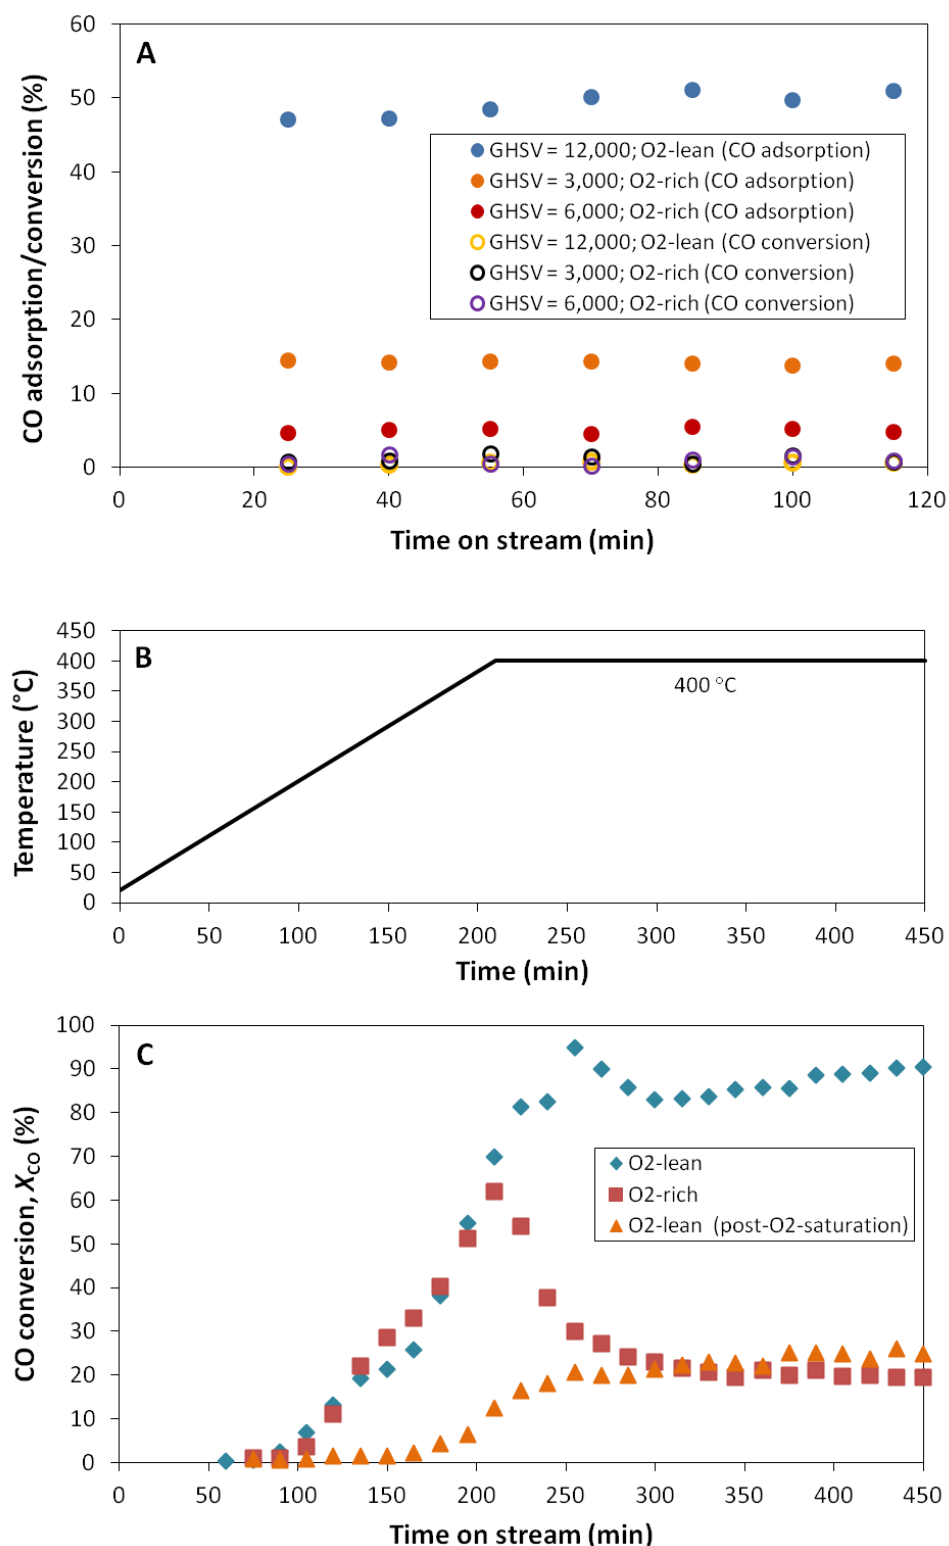 A
60
50
40
30
20
10
0
CO adsorption/conversion (%)
GHSV = 12,000; O2-lean (CO adsorption)
GHSV = 3,000; O2-rich (CO adsorption)
GHSV = 6,000; O2-rich (CO adsorption)
GHSV = 12,000; O2-lean (CO conversion)
GHSV = 3,000; O2-rich (CO conversion)
GHSV = 6,000; O2-rich (CO conversion)
0 20 40 60 80 100 120
Time on stream (min)
B
450
400
350
300
250
200
150
100
50
0
Temperature (°C)
400 °C
0 50 100 150 200 250 300 350 400 450
Time (min)
C
100
90
80
70
60
50
40
30
20
10
0
CO conversion, XCO (%)
O2-lean
O2-rich
O2-lean (post-O2-saturation)
0 50 100 150 200 250 300 350 400 450
Time on stream (min)